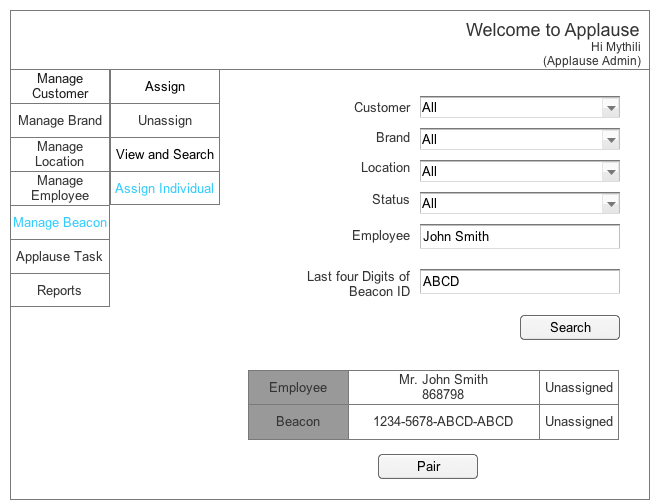 Welcome to Applause
Hi Mythili
(Applause Admin)
Manage
Customer
Manage Brand
Manage
Location
Manage
Employee
Manage Beacon
Applause Task
Reports
Assign
Unassign
View and Search
Assign Individual
Customer All
Brand All
Location All
Status All
Employee John Smith
Last four Digits of
Beacon ID ABCD
Search
Employee Mr. John Smith Unassigned
868798
Beacon 1234-5678-ABCD-ABCD Unassigned
Pair